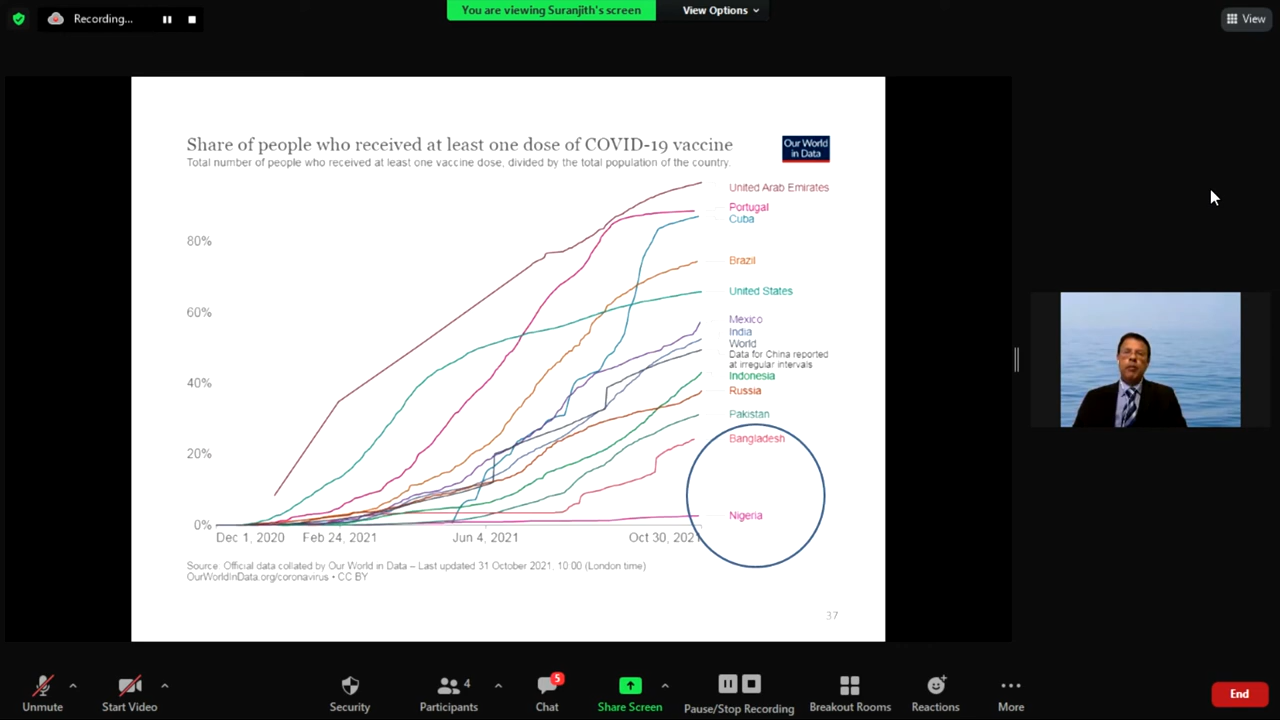 Recording...
You are viewing Suranjith's screen
View Options
View
Share of people who received at least one dose of COVID-19 vaccine
Total number of people who received at least one vaccine dose, divided by the total population of the country.
Our World
in Data
United Arab Emirates
Portugal
Cuba
80%
Brazil
United States
60%
Mexico
India
World
Data for China reported
at irregular intervals
Indonesia
40%
Russia
Pakistan
Bangladesh
20%
Nigeria
0%
Dec 1, 2020
Feb 24, 2021
Jun 4, 2021
Oct 30, 2021
Source: Official data collated by Our World in Data – Last updated 31 October 2021, 10:00 (London time)
OurWorldInData.org/coronavirus • CC BY
37
Unmute
Start Video
Security
4
Participants
5
Chat
Share Screen
Pause/Stop Recording
Breakout Rooms
Reactions
More
End